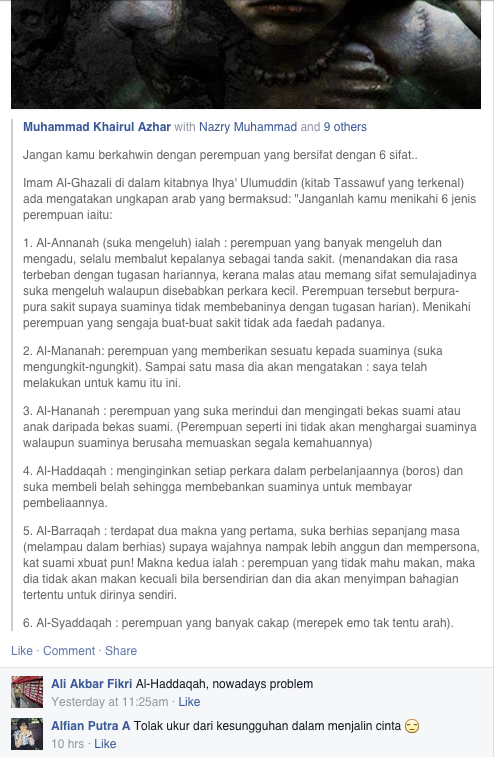 Muhammad Khairul Azhar with Nazry Muhammad and 9 others
Jangan kamu berkahwin dengan perempuan yang bersifat dengan 6 sifat..
Imam Al-Ghazali di dalam kitabnya Ihya' Ulumuddin (kitab Tassawuf yang terkenal)
ada mengatakan ungkapan arab yang bermaksud: "Janganlah kamu menikahi 6 jenis
perempuan iaitu:
1. Al-Annanah (suka mengeluh) ialah : perempuan yang banyak mengeluh dan
mengadu, selalu membalut kepalanya sebagai tanda sakit. (menandakan dia rasa
terbeban dengan tugasan hariannya, kerana malas atau memang sifat semulajadinya
suka mengeluh walaupun disebabkan perkara kecil. Perempuan tersebut berpura-
pura sakit supaya suaminya tidak membebaninya dengan tugasan harian). Menikahi
perempuan yang sengaja buat-buat sakit tidak ada faedah padanya.
2. Al-Mananah: perempuan yang memberikan sesuatu kepada suaminya (suka
mengungkit-ngungkit). Sampai satu masa dia akan mengatakan : saya telah
melakukan untuk kamu itu ini.
3. Al-Hananah : perempuan yang suka merindui dan mengingati bekas suami atau
anak daripada bekas suami. (Perempuan seperti ini tidak akan menghargai suaminya
walaupun suaminya berusaha memuaskan segala kemahuannya)
4. Al-Haddaqah : menginginkan setiap perkara dalam perbelanjaannya (boros) dan
suka membeli belah sehingga membebankan suaminya untuk membayar
pembeliaannya.
5. Al-Barraqah : terdapat dua makna yang pertama, suka berhias sepanjang masa
(melampau dalam berhias) supaya wajahnya nampak lebih anggun dan mempersona,
kat suami xbuat pun! Makna kedua ialah : perempuan yang tidak mahu makan, maka
dia tidak akan makan kecuali bila bersendirian dan dia akan menyimpan bahagian
tertentu untuk dirinya sendiri.
6. Al-Syaddaqah : perempuan yang banyak cakap (merepek emo tak tentu arah).
Like · Comment · Share
Ali Akbar Fikri Al-Haddaqah, nowadays problem
Yesterday at 11:25am · Like
Alfian Putra A Tolak ukur dari kesungguhan dalam menjalin cinta 😏
10 hrs · Like